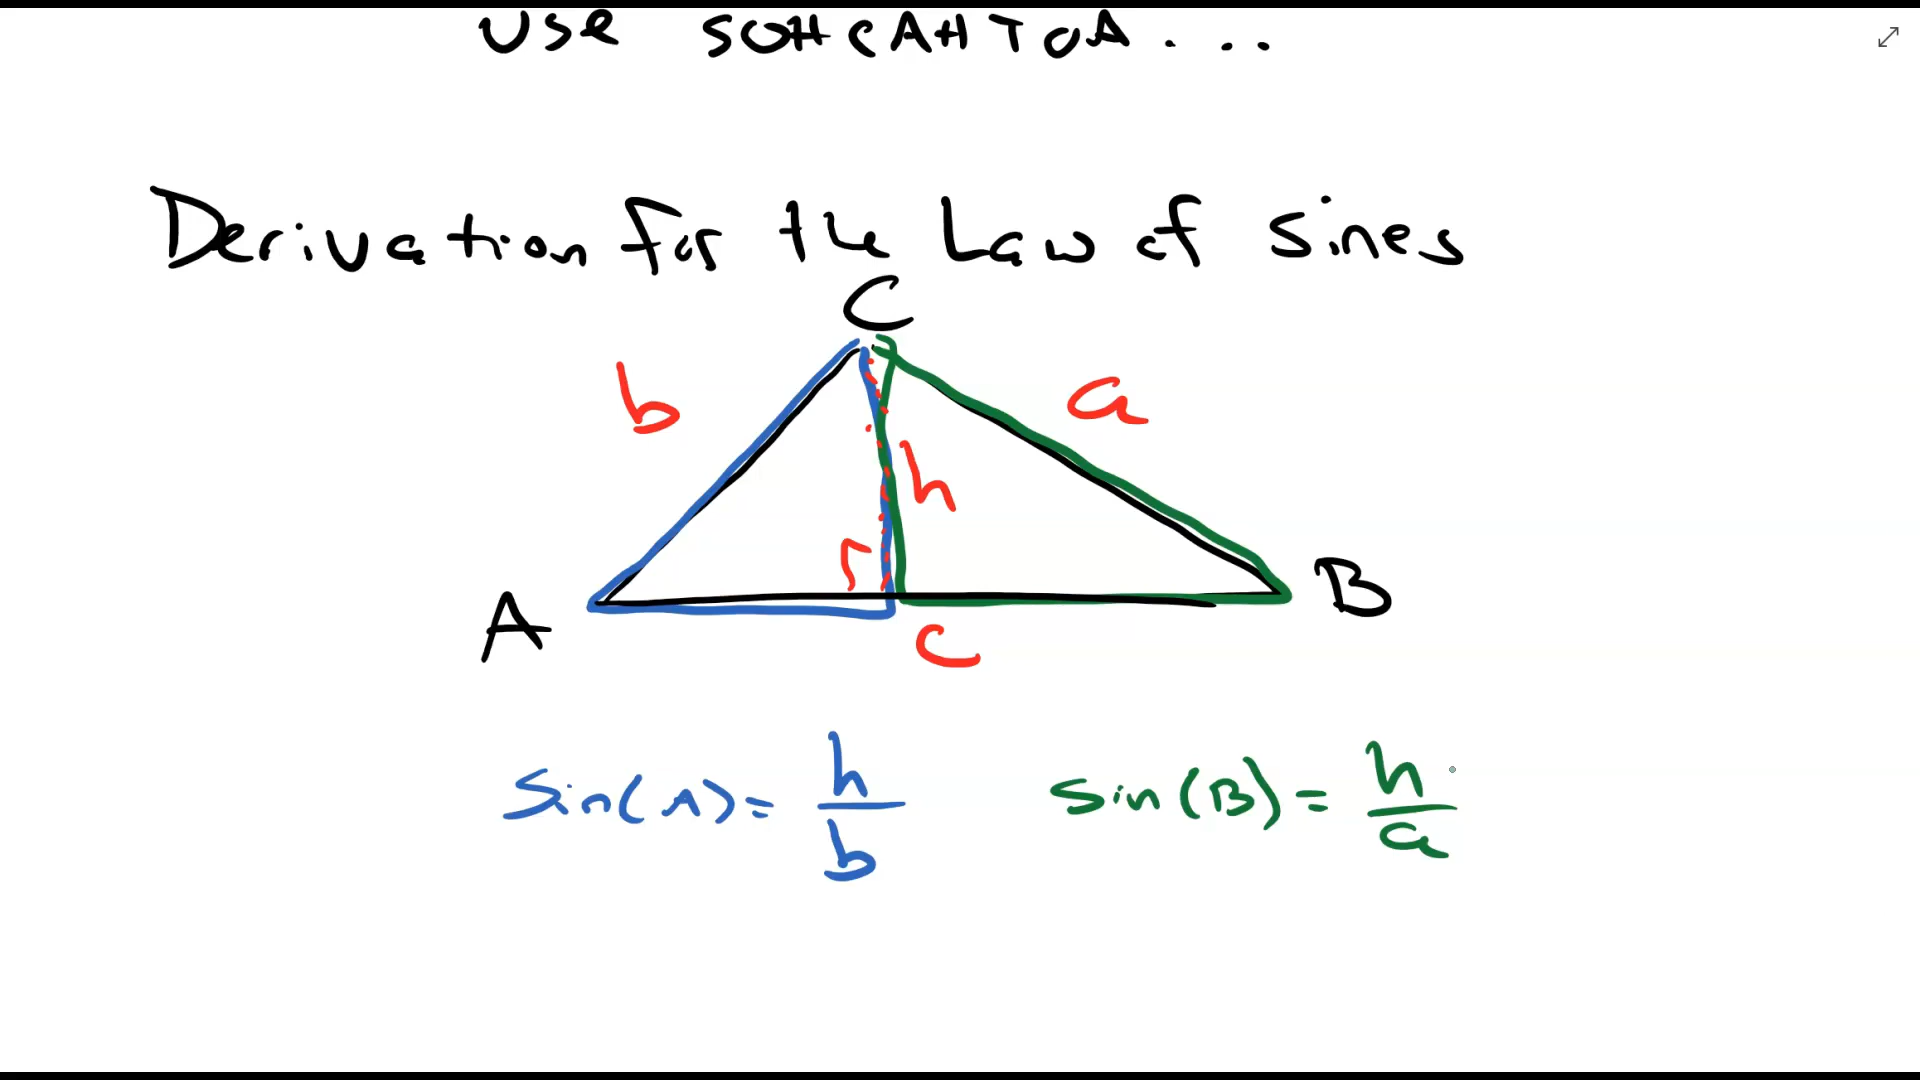 USe SOHCAHTOA...
Derivation for the Law of Sines
C
b a
h
A B
c
Sin(A) = h/b Sin(B) = h/a